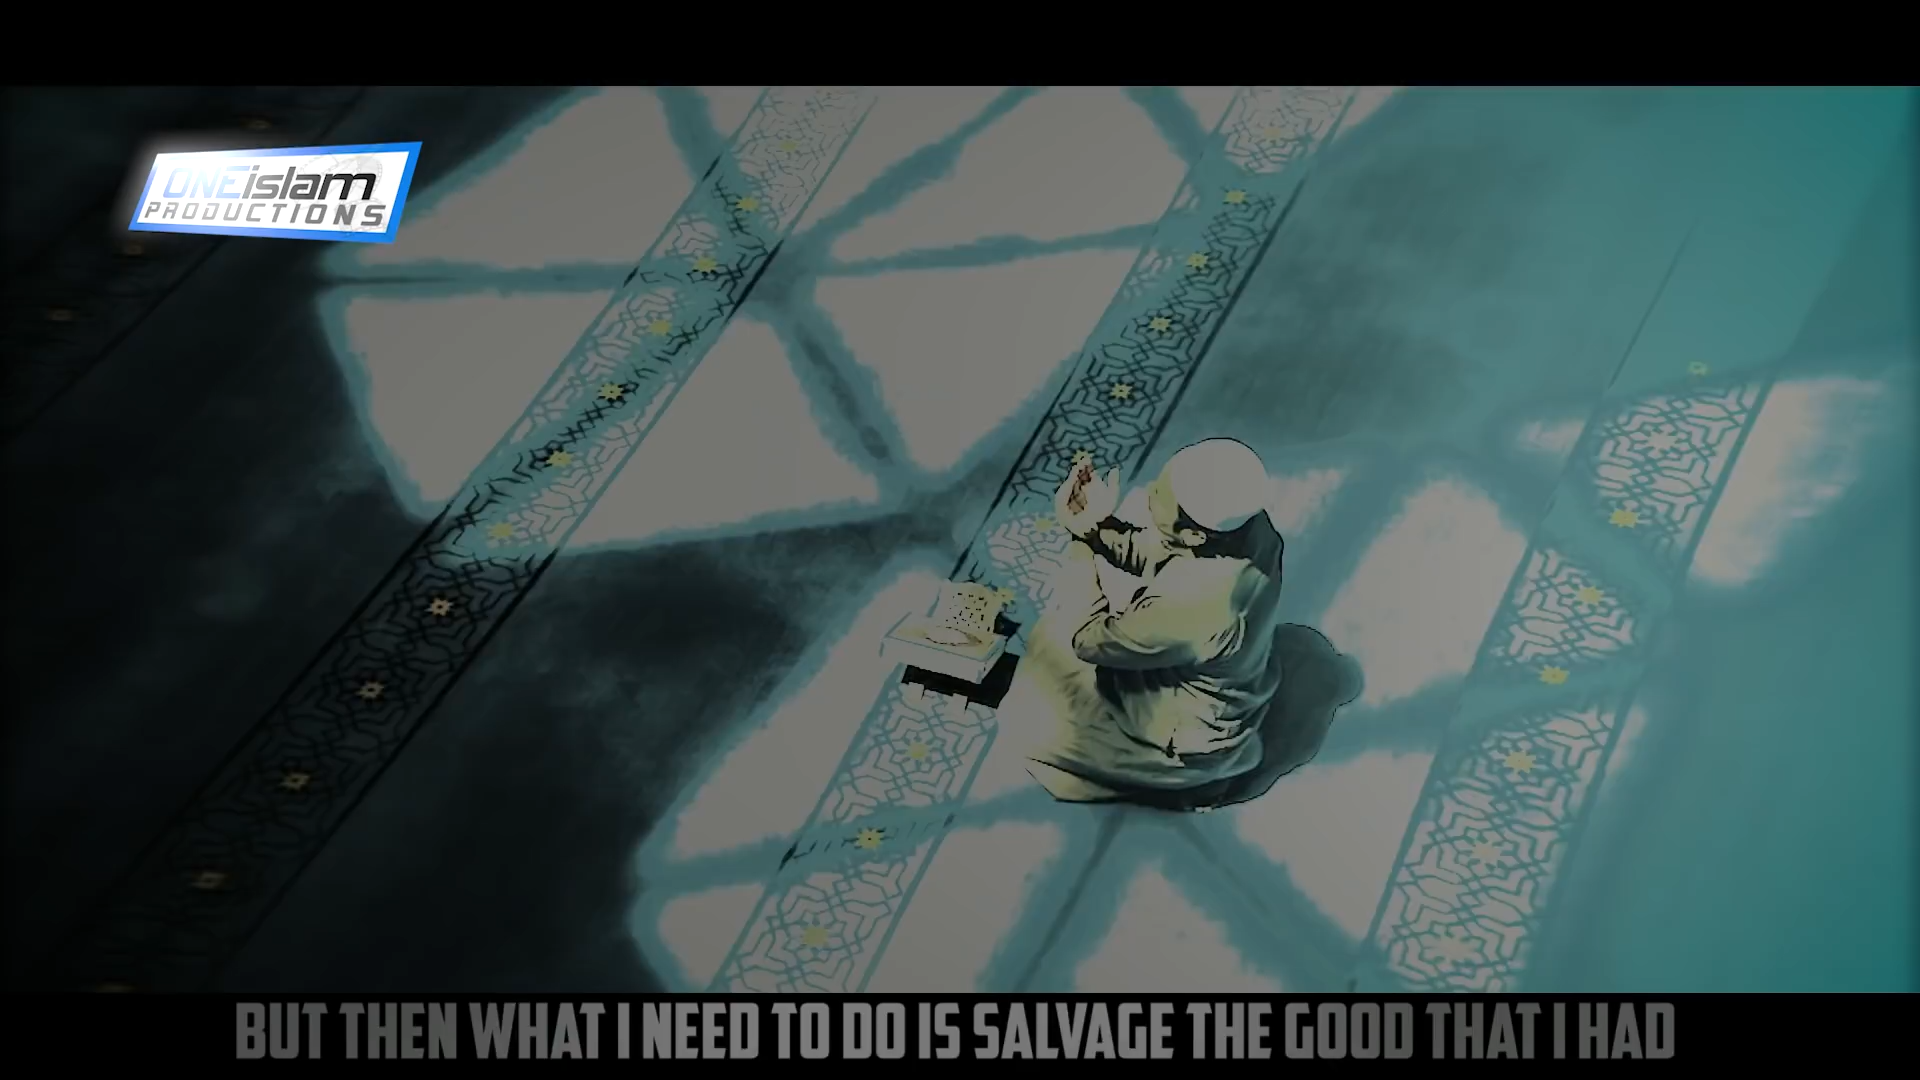 ONEislam
PRODUCTIONS
BUT THEN WHAT I NEED TO DO IS SALVAGE THE GOOD THAT I HAD